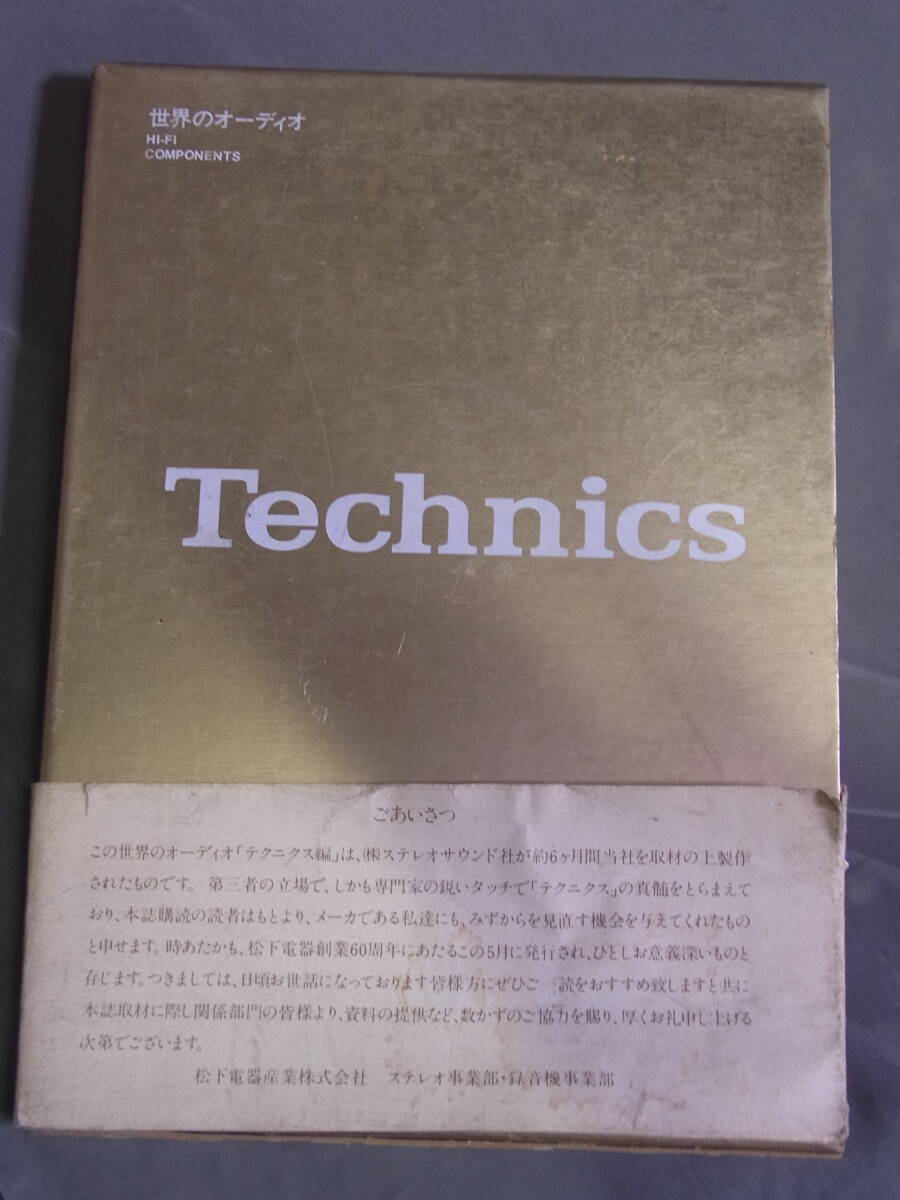 世界のオーディオ
HI-FI
COMPONENTS
Technics
ごあいさつ
この世界のオーディオ「テクニクス編」は、㈱ステレオサウンド社が約6ヶ月間当社を取材の上製作
されたものです。第三者の立場で、しかも専門家の鋭いタッチで「テクニクス」の真髄をとらまえて
おり、本誌購読の読者はもとより、メーカである私達にも、みずからを見直す機会を与えてくれたもの
と申せます。時あたかも、松下電器創業60周年にあたるこの5月に発行され、ひとしお意義深いものと
存じます。つきましては、日頃お世話になっております皆様方にぜひご一読をおすすめ致しますと共に
本誌取材に際し関係部門の皆様より、資料の提供など、数かずのご協力を賜り、厚くお礼申し上げる
次第でございます。
松下電器産業株式会社　ステレオ事業部・録音機事業部